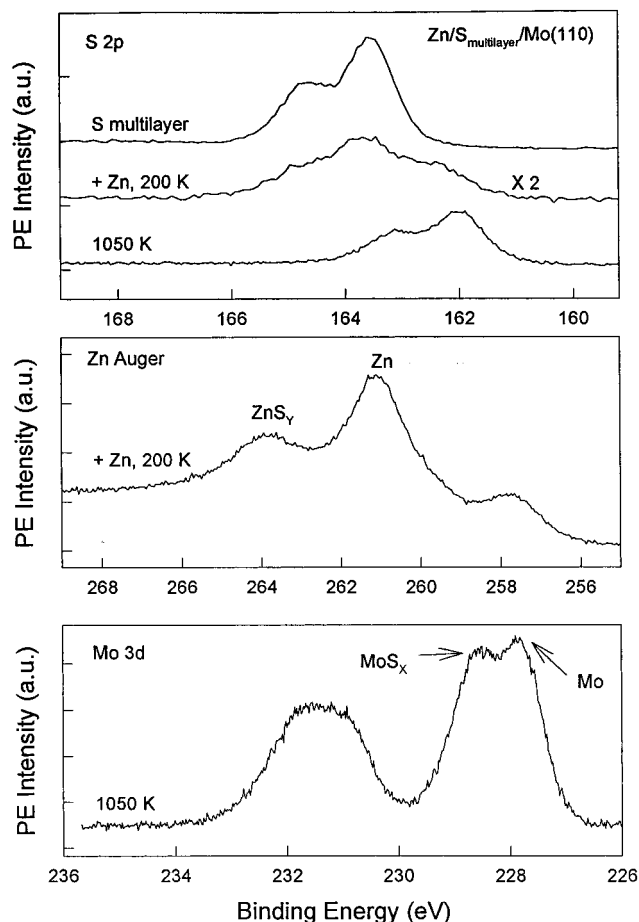 S 2p
Zn/Smultilayer/Mo(110)
S multilayer
+ Zn, 200 K
X 2
1050 K
PE Intensity (a.u.)
168 166 164 162 160
Zn Auger
Zn
ZnSY
+ Zn, 200 K
PE Intensity (a.u.)
268 266 264 262 260 258 256
Mo 3d
MoSX
Mo
1050 K
PE Intensity (a.u.)
236 234 232 230 228 226
Binding Energy (eV)